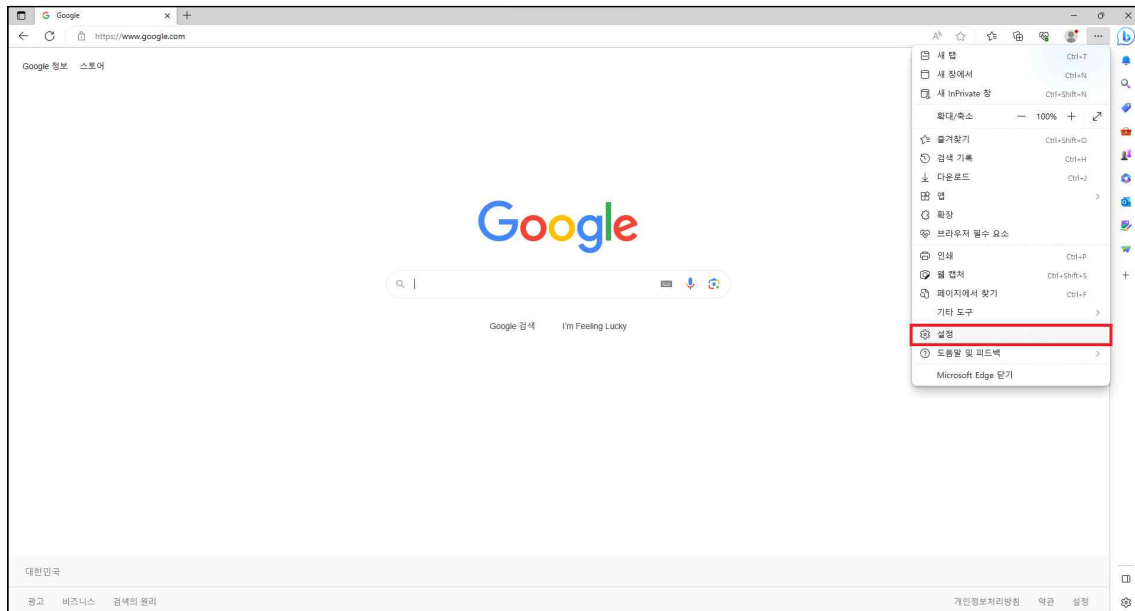 Google
https://www.google.com
Google 정보 스토어
새 탭 Ctrl+T
새 창에서 Ctrl+N
새 InPrivate 창 Ctrl+Shift+N
확대/축소 — 100% +
즐겨찾기 Ctrl+Shift+O
검색 기록 Ctrl+H
다운로드 Ctrl+J
앱
확장
브라우저 필수 요소
인쇄 Ctrl+P
웹 캡처 Ctrl+Shift+S
페이지에서 찾기 Ctrl+F
기타 도구
설정
도움말 및 피드백
Microsoft Edge 닫기
Google
Google 검색 I'm Feeling Lucky
대한민국
광고 비즈니스 검색의 원리 개인정보처리방침 약관 설정